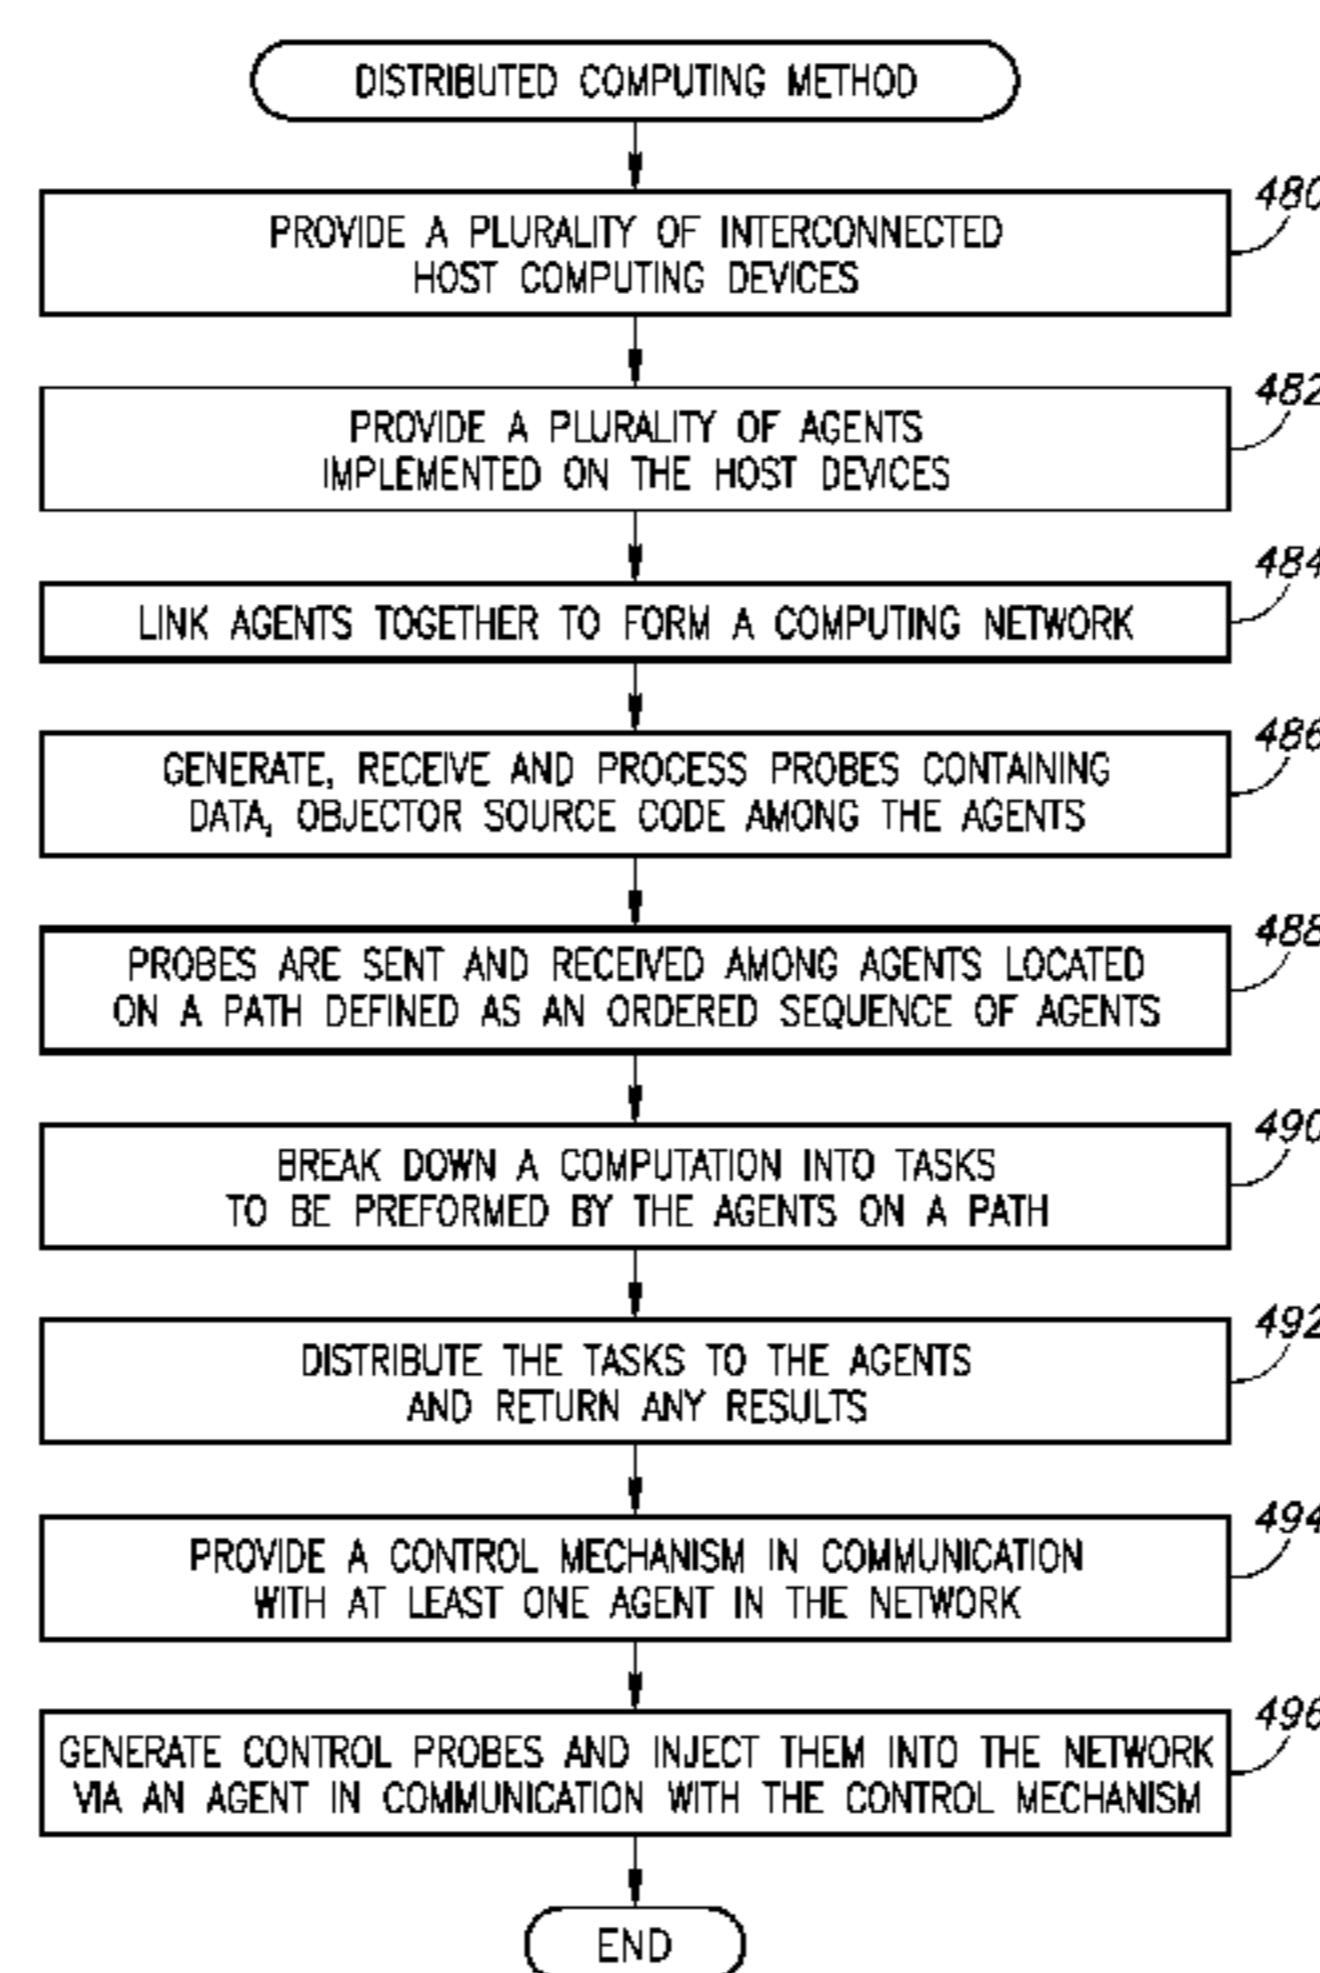 DISTRIBUTED COMPUTING METHOD
480
PROVIDE A PLURALITY OF INTERCONNECTED
HOST COMPUTING DEVICES
482
PROVIDE A PLURALITY OF AGENTS
IMPLEMENTED ON THE HOST DEVICES
484
LINK AGENTS TOGETHER TO FORM A COMPUTING NETWORK
486
GENERATE, RECEIVE AND PROCESS PROBES CONTAINING
DATA, OBJECTOR SOURCE CODE AMONG THE AGENTS
488
PROBES ARE SENT AND RECEIVED AMONG AGENTS LOCATED
ON A PATH DEFINED AS AN ORDERED SEQUENCE OF AGENTS
490
BREAK DOWN A COMPUTATION INTO TASKS
TO BE PREFORMED BY THE AGENTS ON A PATH
492
DISTRIBUTE THE TASKS TO THE AGENTS
AND RETURN ANY RESULTS
494
PROVIDE A CONTROL MECHANISM IN COMMUNICATION
WITH AT LEAST ONE AGENT IN THE NETWORK
496
GENERATE CONTROL PROBES AND INJECT THEM INTO THE NETWORK
VIA AN AGENT IN COMMUNICATION WITH THE CONTROL MECHANISM
END